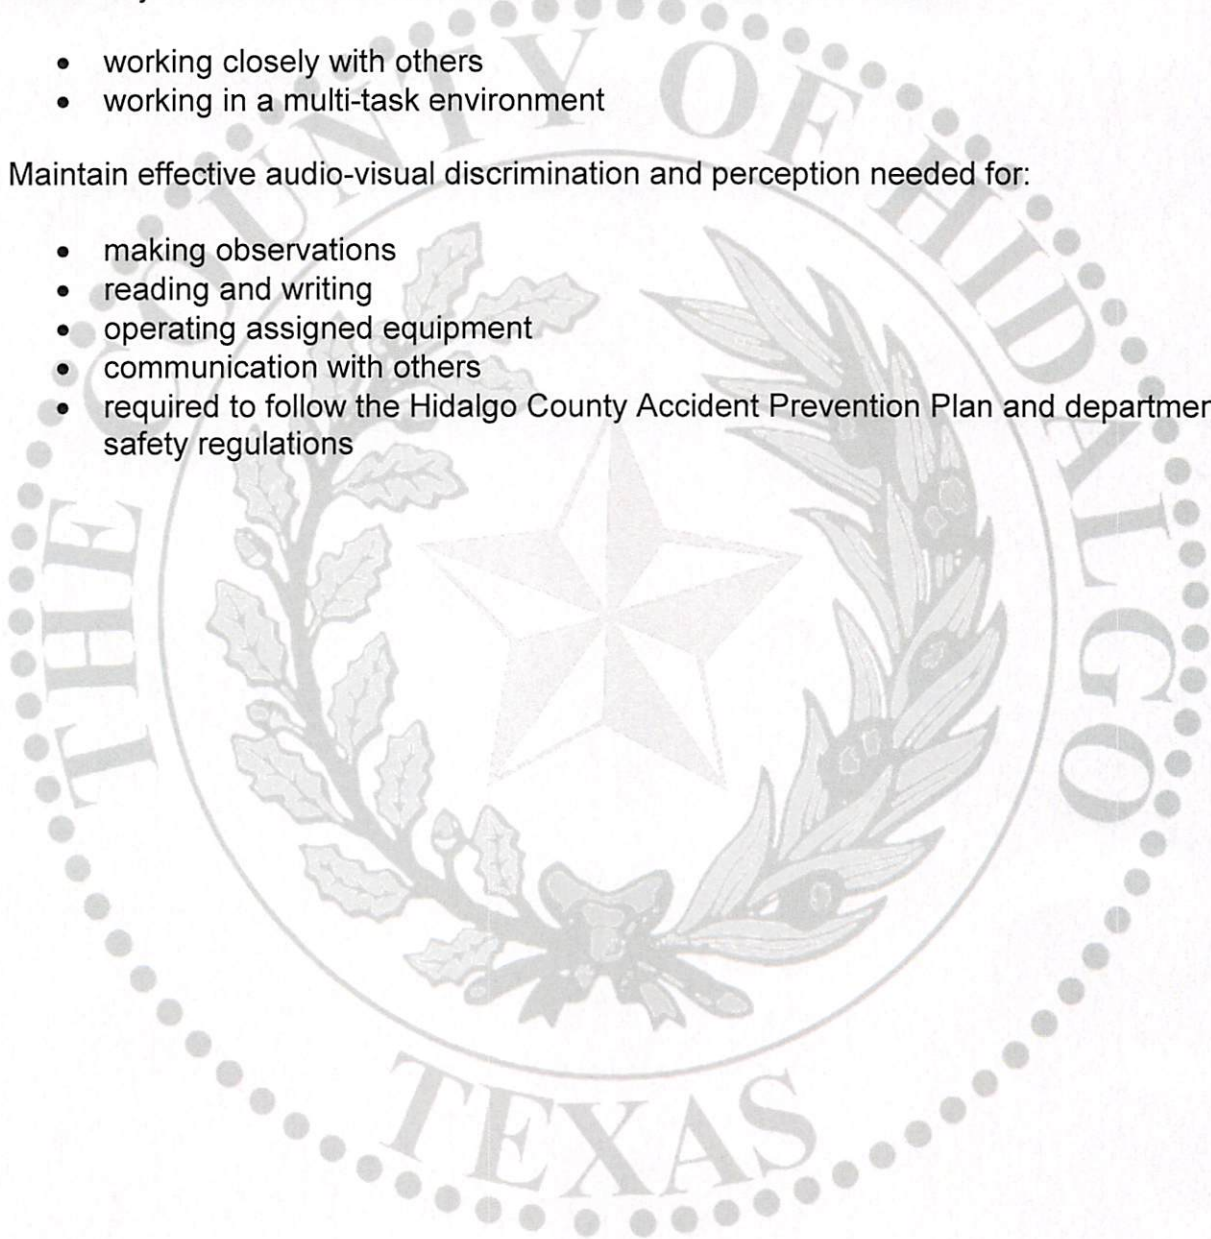 • working closely with others
• working in a multi-task environment
Maintain effective audio-visual discrimination and perception needed for:
• making observations
• reading and writing
• operating assigned equipment
• communication with others
• required to follow the Hidalgo County Accident Prevention Plan and
safety regulations
THE COUNTY OF HIDALGO
TEXAS